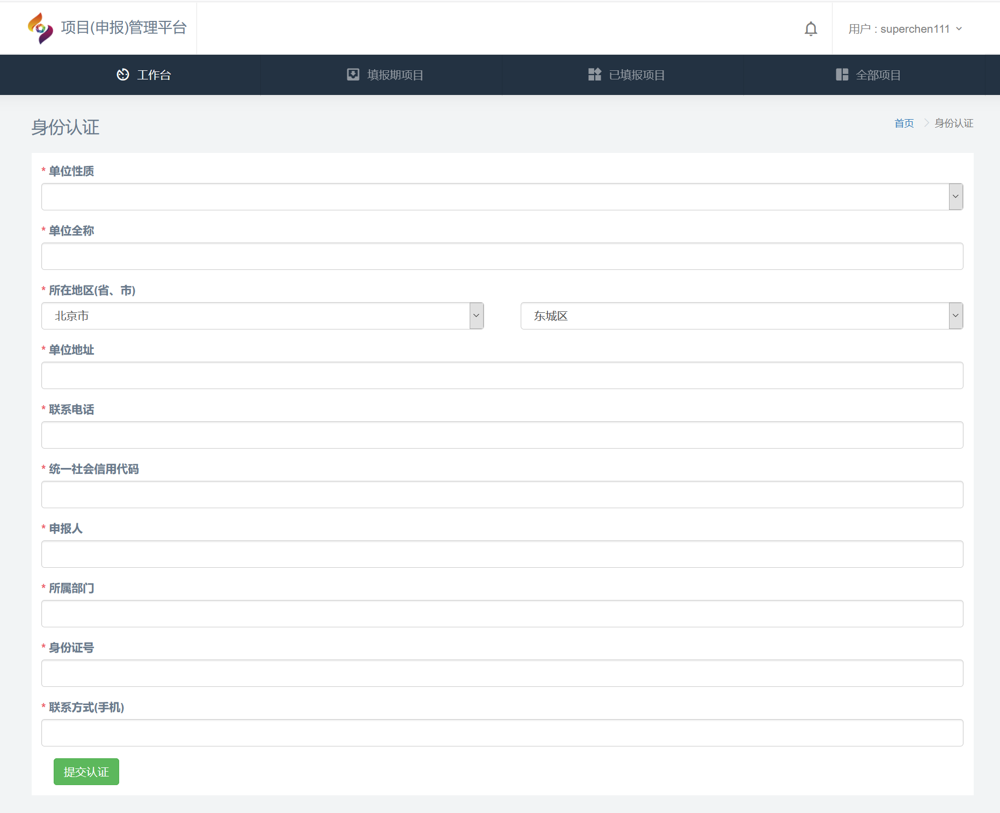 项目(申报)管理平台
用户 : superchen111
工作台
填报期项目
已填报项目
全部项目
身份认证
首页 > 身份认证
* 单位性质
* 单位全称
* 所在地区(省、市)
北京市
东城区
* 单位地址
* 联系电话
* 统一社会信用代码
* 申报人
* 所属部门
* 身份证号
* 联系方式(手机)
提交认证